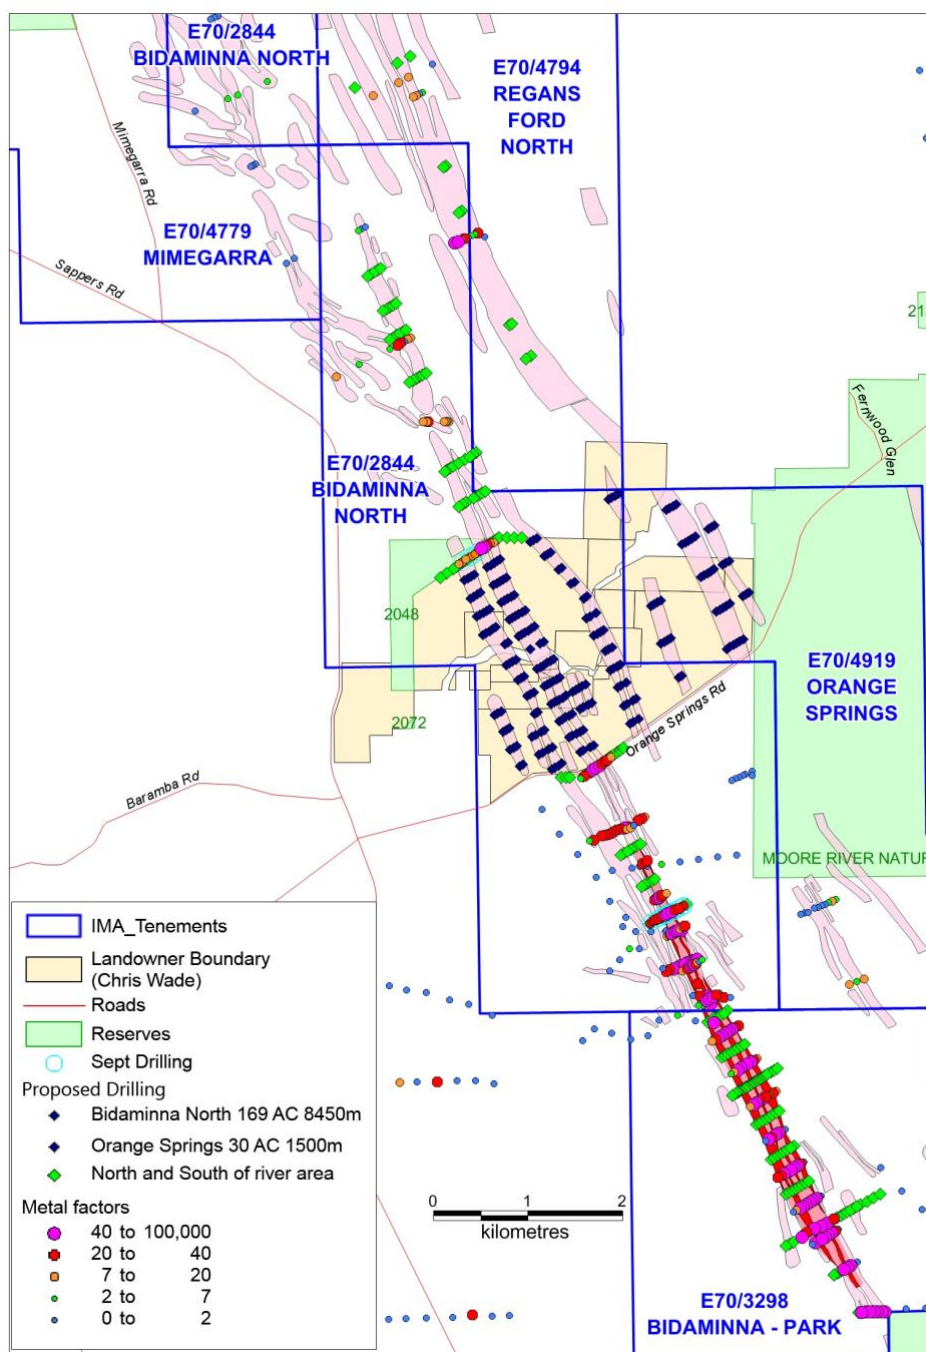 E70/2844
BIDAMINNA NORTH
E70/4794
REGANS
FORD
NORTH
Mimegarra Rd
E70/4779
MIMEGARRA
Sappers Rd
21
Fernwood Glen
E70/2844
BIDAMINNA
NORTH
2048
E70/4919
ORANGE
SPRINGS
2072
Orange Springs Rd
Baramba Rd
MOORE RIVER NATUR
IMA_Tenements
Landowner Boundary
(Chris Wade)
Roads
Reserves
Sept Drilling
Proposed Drilling
Bidaminna North 169 AC 8450m
Orange Springs 30 AC 1500m
North and South of river area
Metal factors
40 to 100,000
20 to 40
7 to 20
2 to 7
0 to 2
0 1 2
kilometres
E70/3298
BIDAMINNA - PARK